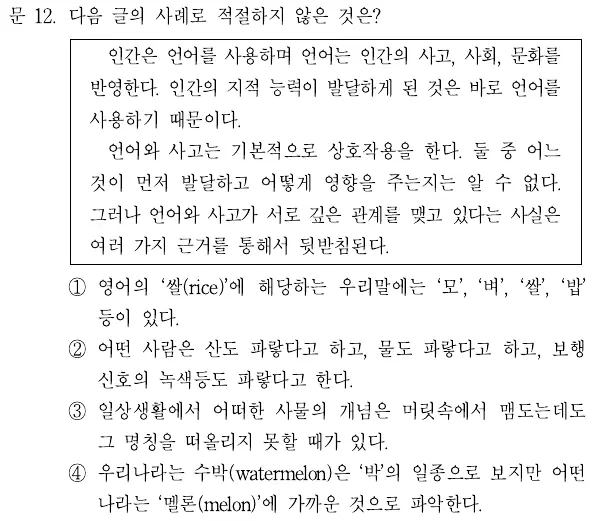 문 12. 다음 글의 사례로 적절하지 않은 것은?
인간은 언어를 사용하며 언어는 인간의 사고, 사회, 문화를
반영한다. 인간의 지적 능력이 발달하게 된 것은 바로 언어를
사용하기 때문이다.
언어와 사고는 기본적으로 상호작용을 한다. 둘 중 어느
것이 먼저 발달하고 어떻게 영향을 주는지는 알 수 없다.
그러나 언어와 사고가 서로 깊은 관계를 맺고 있다는 사실은
여러 가지 근거를 통해서 뒷받침된다.
① 영어의 ‘쌀(rice)’에 해당하는 우리말에는 ‘모’, ‘벼’, ‘쌀’, ‘밥’
등이 있다.
② 어떤 사람은 산도 파랗다고 하고, 물도 파랗다고 하고, 보행
신호의 녹색등도 파랗다고 한다.
③ 일상생활에서 어떠한 사물의 개념은 머릿속에서 맴도는데도
그 명칭을 떠올리지 못할 때가 있다.
④ 우리나라는 수박(watermelon)은 ‘박’의 일종으로 보지만 어떤
나라는 ‘멜론(melon)’에 가까운 것으로 파악한다.